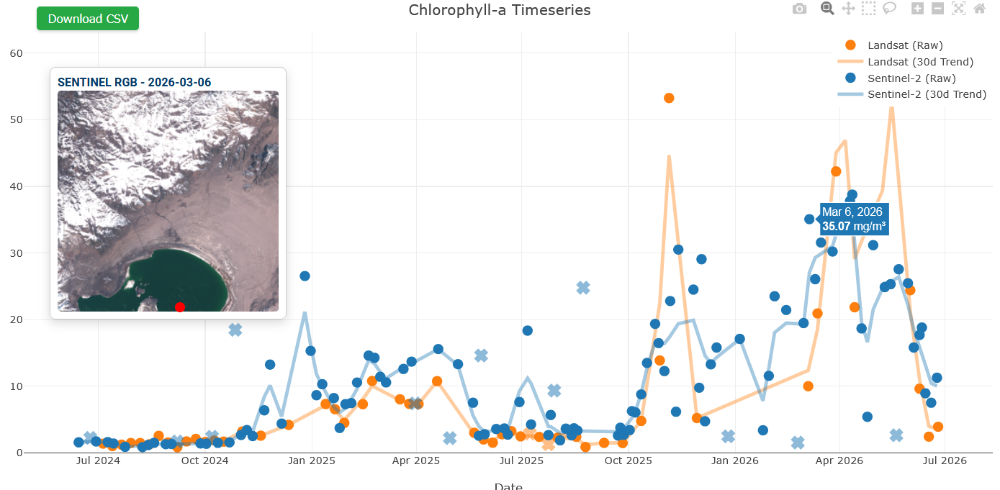 Chlorophyll-a Timeseries
Download CSV
Landsat (Raw)
Landsat (30d Trend)
Sentinel-2 (Raw)
Sentinel-2 (30d Trend)
SENTINEL RGB - 2026-03-06
Mar 6, 2026
35.07 mg/m³
60
50
40
30
20
10
0
Jul 2024
Oct 2024
Jan 2025
Apr 2025
Jul 2025
Oct 2025
Jan 2026
Apr 2026
Jul 2026
Date